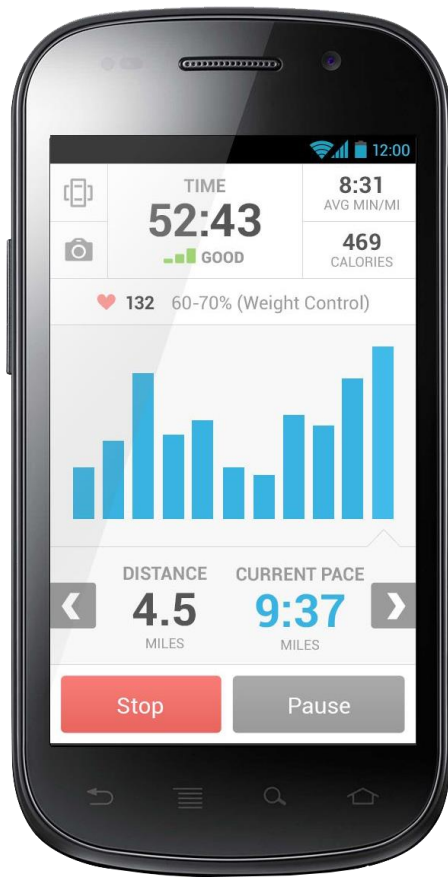 12:00
TIME
52:43
GOOD
8:31
AVG MIN/MI
469
CALORIES
132 60-70% (Weight Control)
DISTANCE
4.5
MILES
CURRENT PACE
9:37
MILES
Stop
Pause